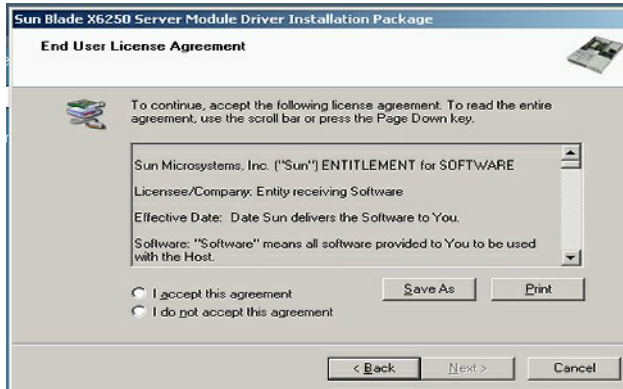 Sun Blade X6250 Server Module Driver Installation Package
End User License Agreement
To continue, accept the following license agreement. To read the entire
agreement, use the scroll bar or press the Page Down key.
Sun Microsystems, Inc. ("Sun") ENTITLEMENT for SOFTWARE
Licensee/Company: Entity receiving Software
Effective Date: Date Sun delivers the Software to You.
Software: "Software" means all software provided to You to be used
with the Host.
I accept this agreement
I do not accept this agreement
Save As
Print
< Back
Next >
Cancel